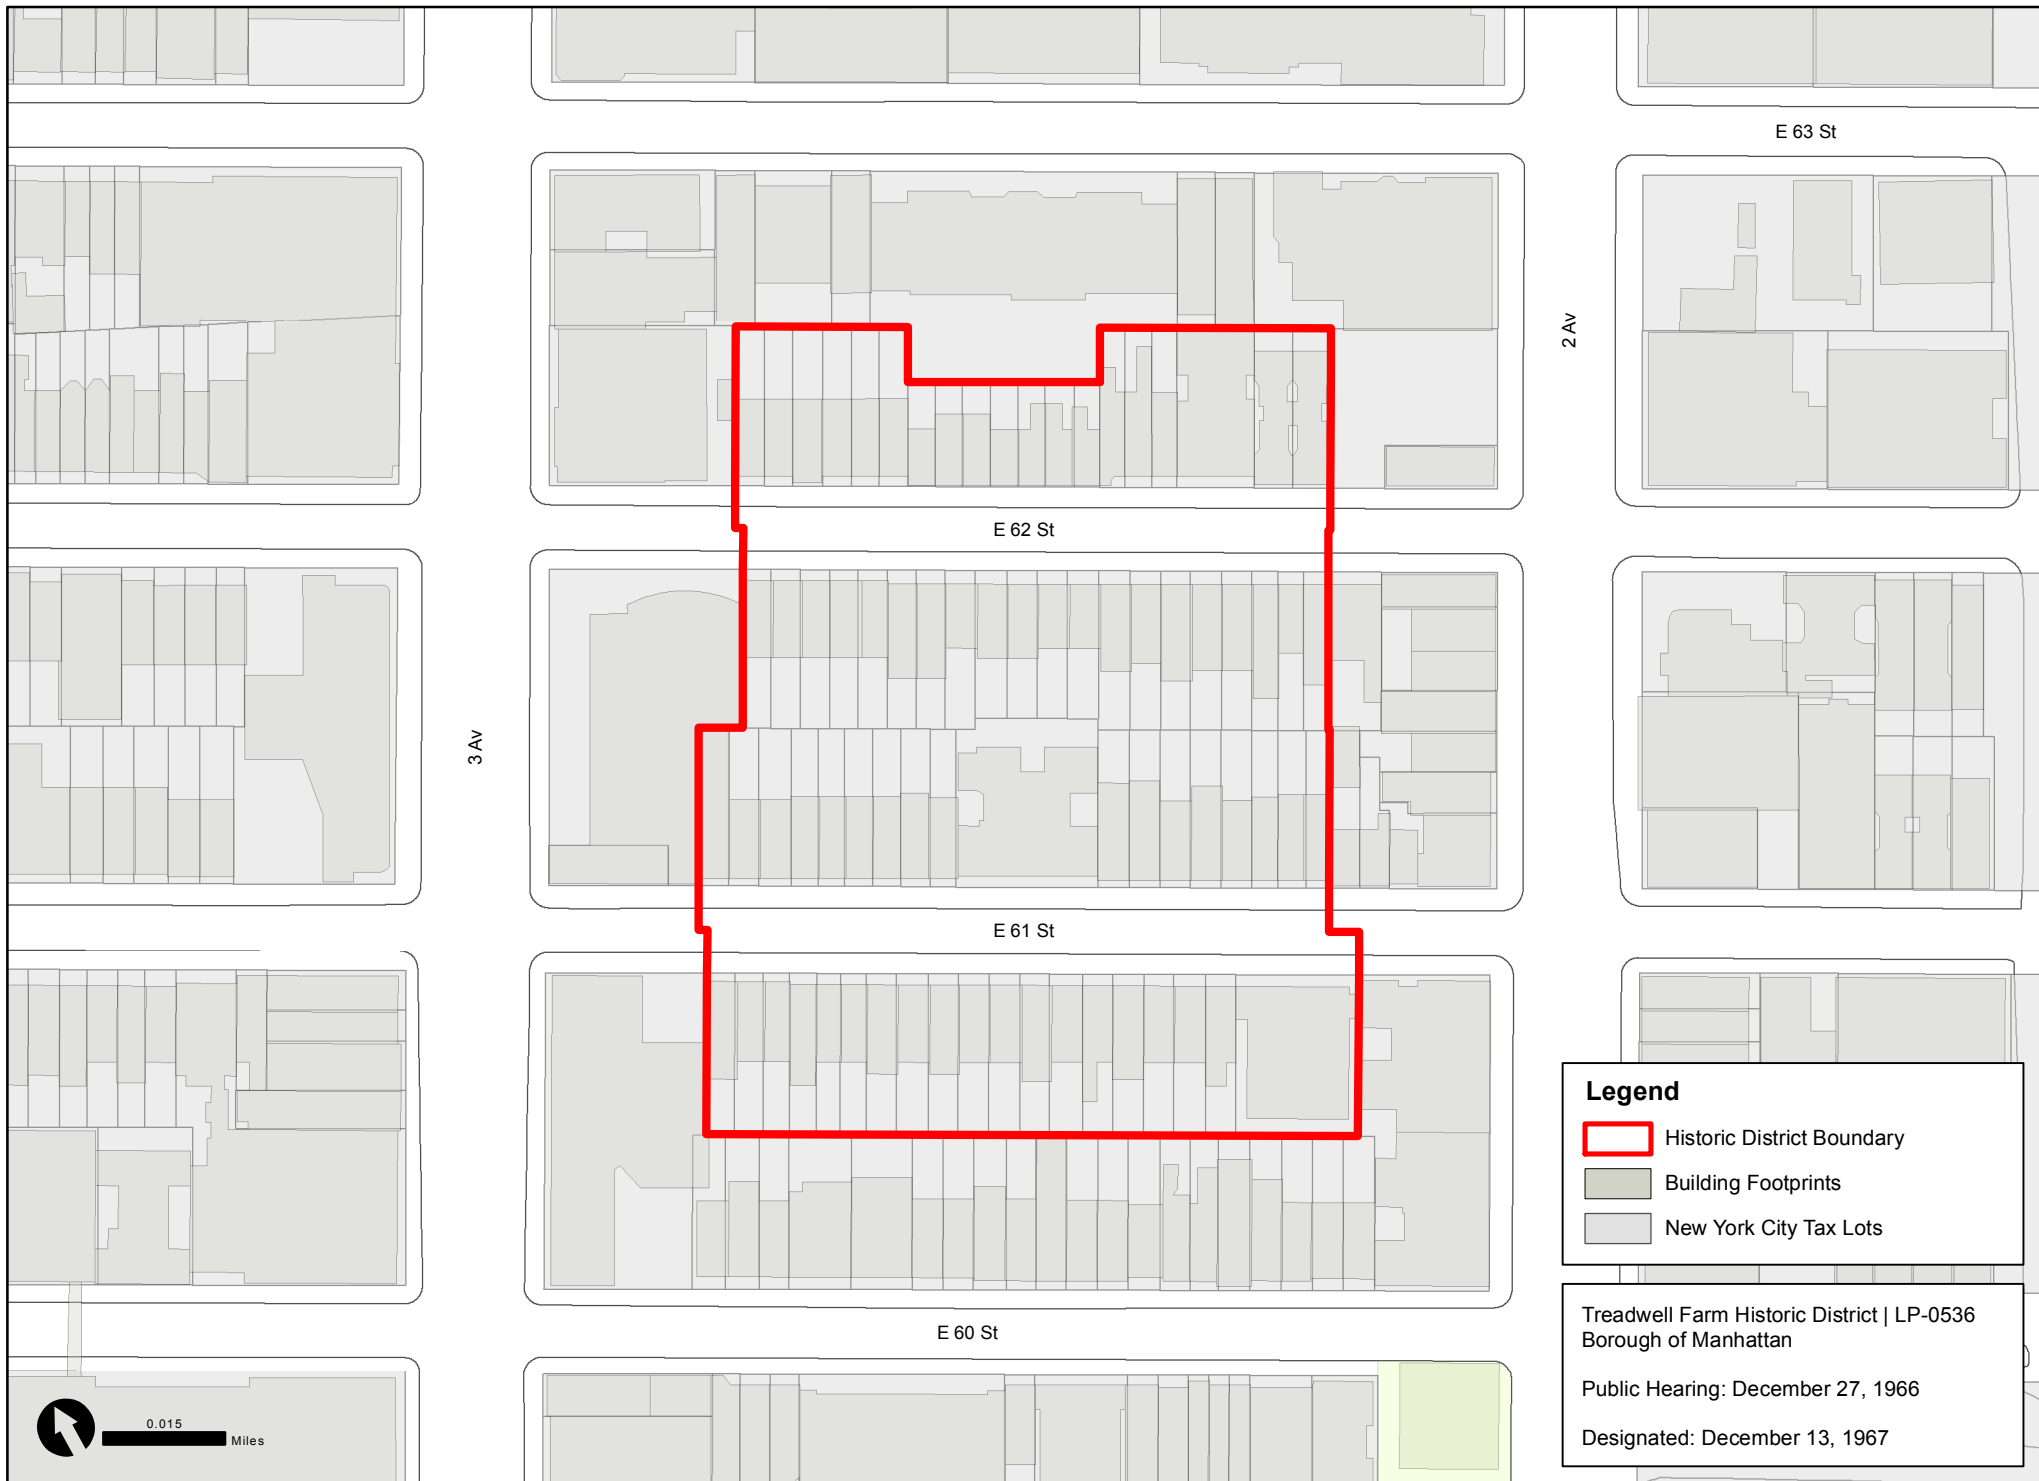 E 63 St
2 Av
E 62 St
3 Av
E 61 St
E 60 St
Legend
Historic District Boundary
Building Footprints
New York City Tax Lots
Treadwell Farm Historic District | LP-0536
Borough of Manhattan
Public Hearing: December 27, 1966
Designated: December 13, 1967
0.015
Miles